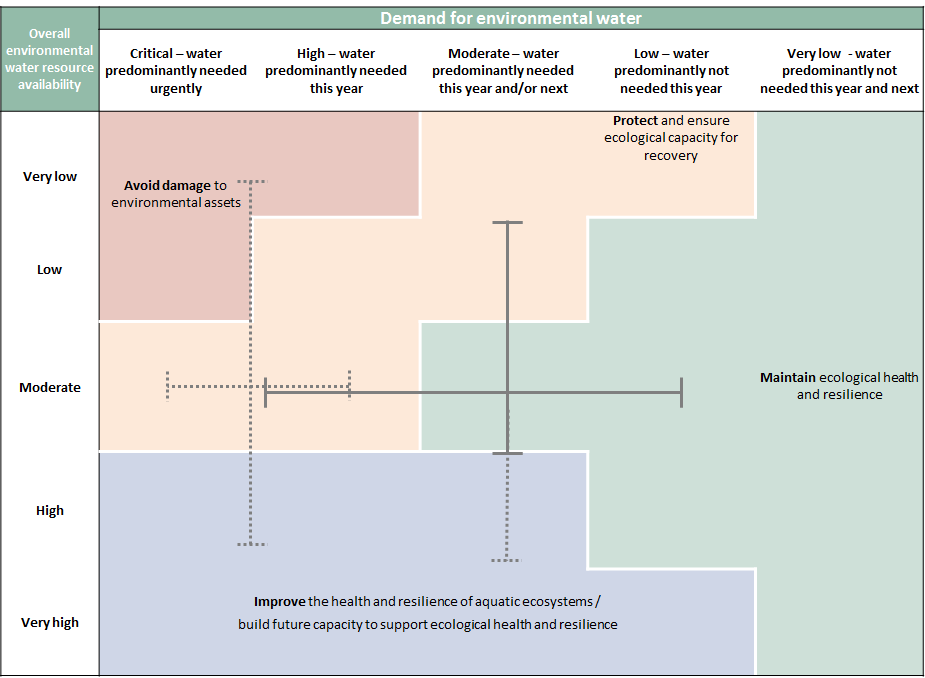 Demand for environmental water
Overall
environmental
water resource
availability
Critical – water
predominantly needed
urgently
High – water
predominantly needed
this year
Moderate – water
predominantly needed
this year and/or next
Low – water
predominantly not
needed this year
Very low - water
predominantly not
needed this year and next
Very low
Avoid damage to
environmental assets
Protect and ensure
ecological capacity for
recovery
Low
Moderate
Maintain ecological health
and resilience
High
Very high
Improve the health and resilience of aquatic ecosystems /
build future capacity to support ecological health and resilience